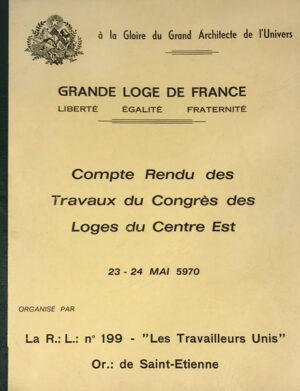 à la Gloire du Grand Architecte de l'Univers
GRANDE LOGE DE FRANCE
LIBERTÉ ÉGALITÉ FRATERNITÉ
Compte Rendu des
Travaux du Congrès des
Loges du Centre Est
23 - 24 MAI 5970
ORGANISÉ PAR
La R.: L.: n° 199 - "Les Travailleurs Unis"
Or.: de Saint-Etienne